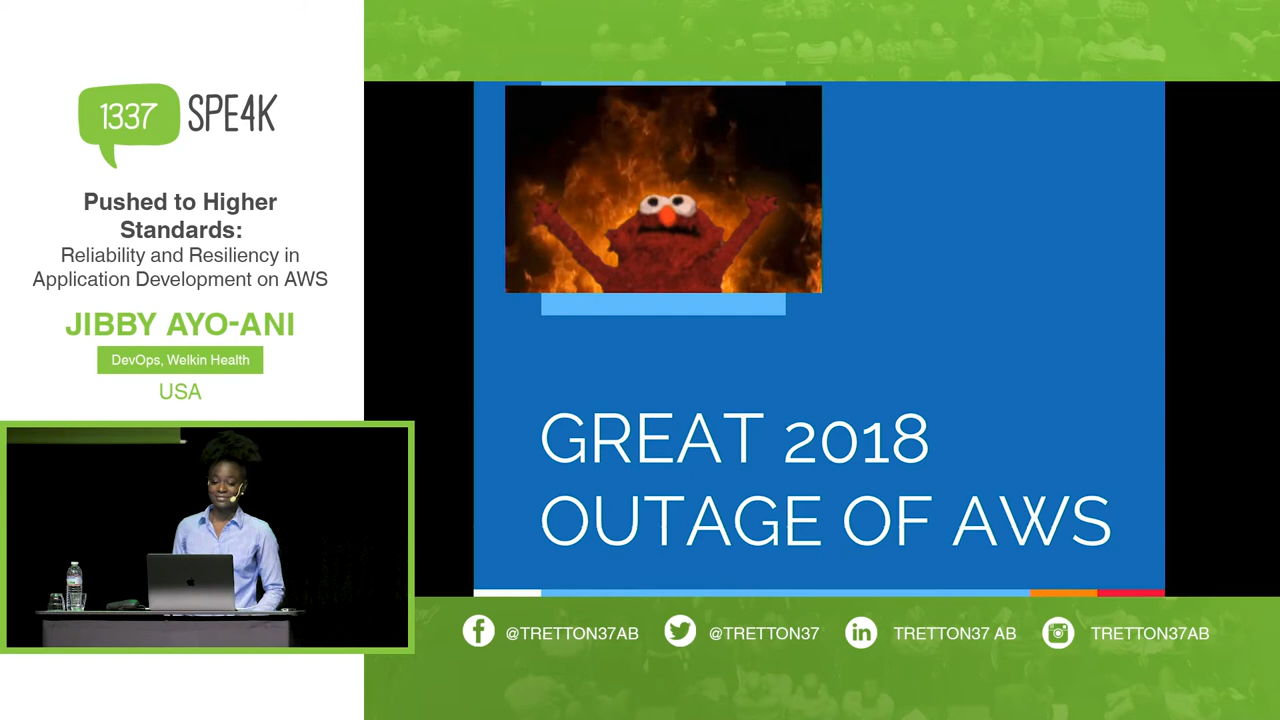 1337 SPE4K
Pushed to Higher
Standards:
Reliability and Resiliency in
Application Development on AWS
JIBBY AYO-ANI
DevOps, Welkin Health
USA
GREAT 2018
OUTAGE OF AWS
@TRETTON37AB @TRETTON37 TRETTON37 AB TRETTON37AB